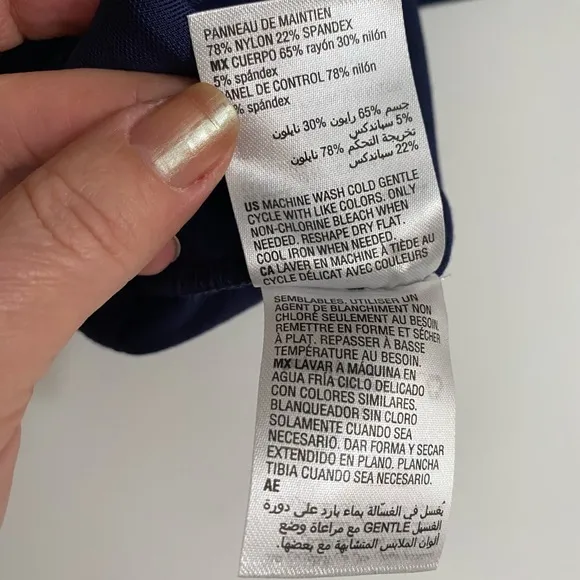 PANNEAU DE MAINTIEN
78% NYLON 22% SPANDEX
MX CUERPO 65% rayón 30% nilón
5% spándex
ANEL DE CONTROL 78% nilón
% spándex
جسم %65 رايون %30 نايلون
%5 سباندكس
تخريجة التحكم %78 نايلون
%22 سباندكس
US MACHINE WASH COLD GENTLE
CYCLE WITH LIKE COLORS. ONLY
NON-CHLORINE BLEACH WHEN
NEEDED. RESHAPE DRY FLAT.
COOL IRON WHEN NEEDED.
CA LAVER EN MACHINE À TIÈDE AU
CYCLE DÉLICAT AVEC COULEURS
SEMBLABLES. UTILISER UN
AGENT DE BLANCHIMENT NON
CHLORÉ SEULEMENT AU BESOIN.
REMETTRE EN FORME ET SÉCHER
À PLAT. REPASSER À BASSE
TEMPÉRATURE AU BESOIN.
MX LAVAR A MÁQUINA EN
AGUA FRÍA CICLO DELICADO
CON COLORES SIMILARES.
BLANQUEADOR SIN CLORO
SOLAMENTE CUANDO SEA
NECESARIO. DAR FORMA Y SECAR
EXTENDIDO EN PLANO. PLANCHA
TIBIA CUANDO SEA NECESARIO.
AE
يُغسل في الغسّالة بماء بارد على دورة
الغسيل GENTLE مع مراعاة وضع
ألوان الملابس المتشابهة مع بعضها.